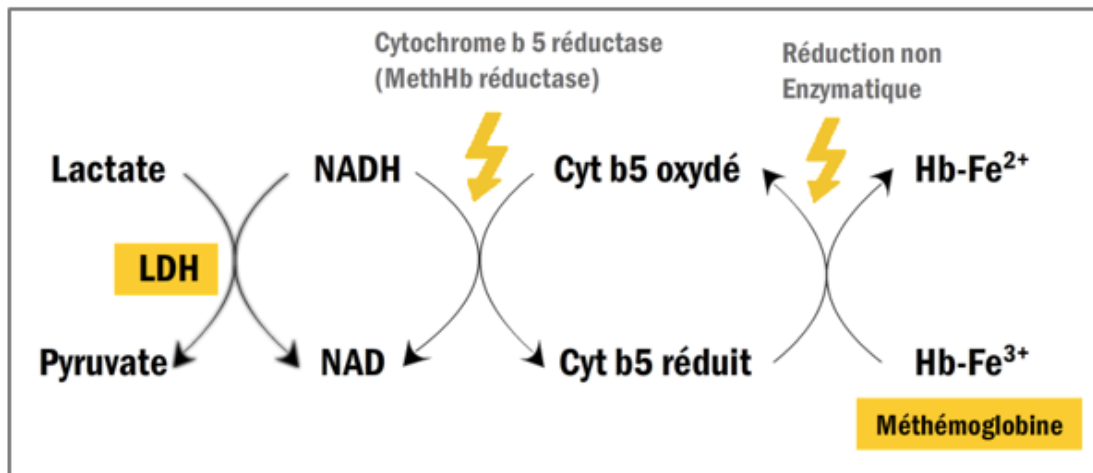 Cytochrome b 5 réductase
(MethHb réductase)
Réduction non
Enzymatique
Lactate NADH Cyt b5 oxydé Hb-Fe²⁺
LDH
Pyruvate NAD Cyt b5 réduit Hb-Fe³⁺
Méthémoglobine